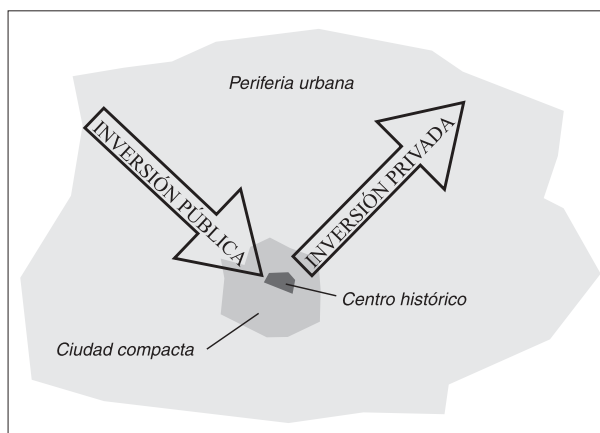 Periferia urbana
INVERSIÓN PÚBLICA
INVERSIÓN PRIVADA
Centro histórico
Ciudad compacta